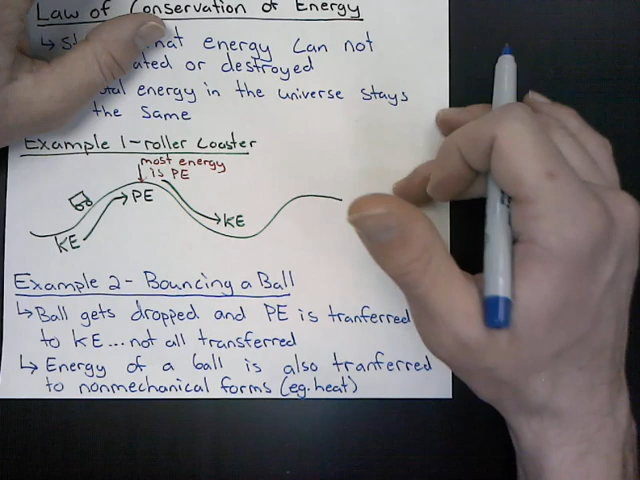 Law of Conservation of Energy
↳ energy can not
or destroyed
energy in the universe stays
the same
Example 1-roller coaster
most energy
↓ is PE
PE
KE
KE
Example 2- Bouncing a Ball
↳ Ball gets dropped and PE is tranferred
to KE...not all transferred
↳ Energy of a ball is also tranferred
to nonmechanical forms (eg. heat)